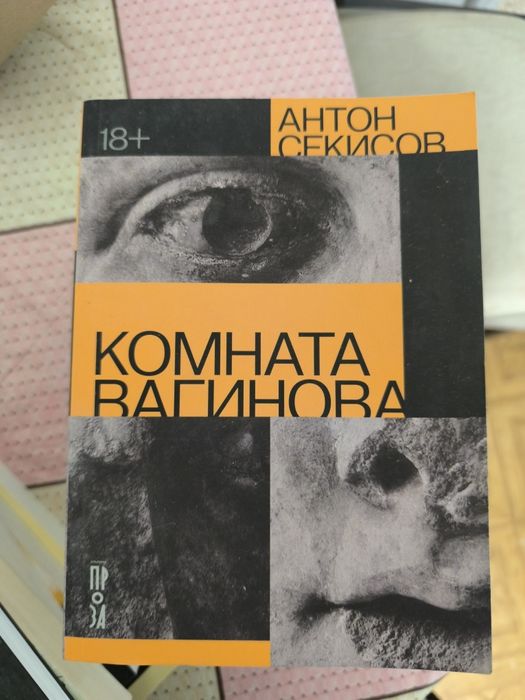 18+
АНТОН
СЕКИСОВ
КОМНАТА
ВАГИНОВА
ПРОЗА